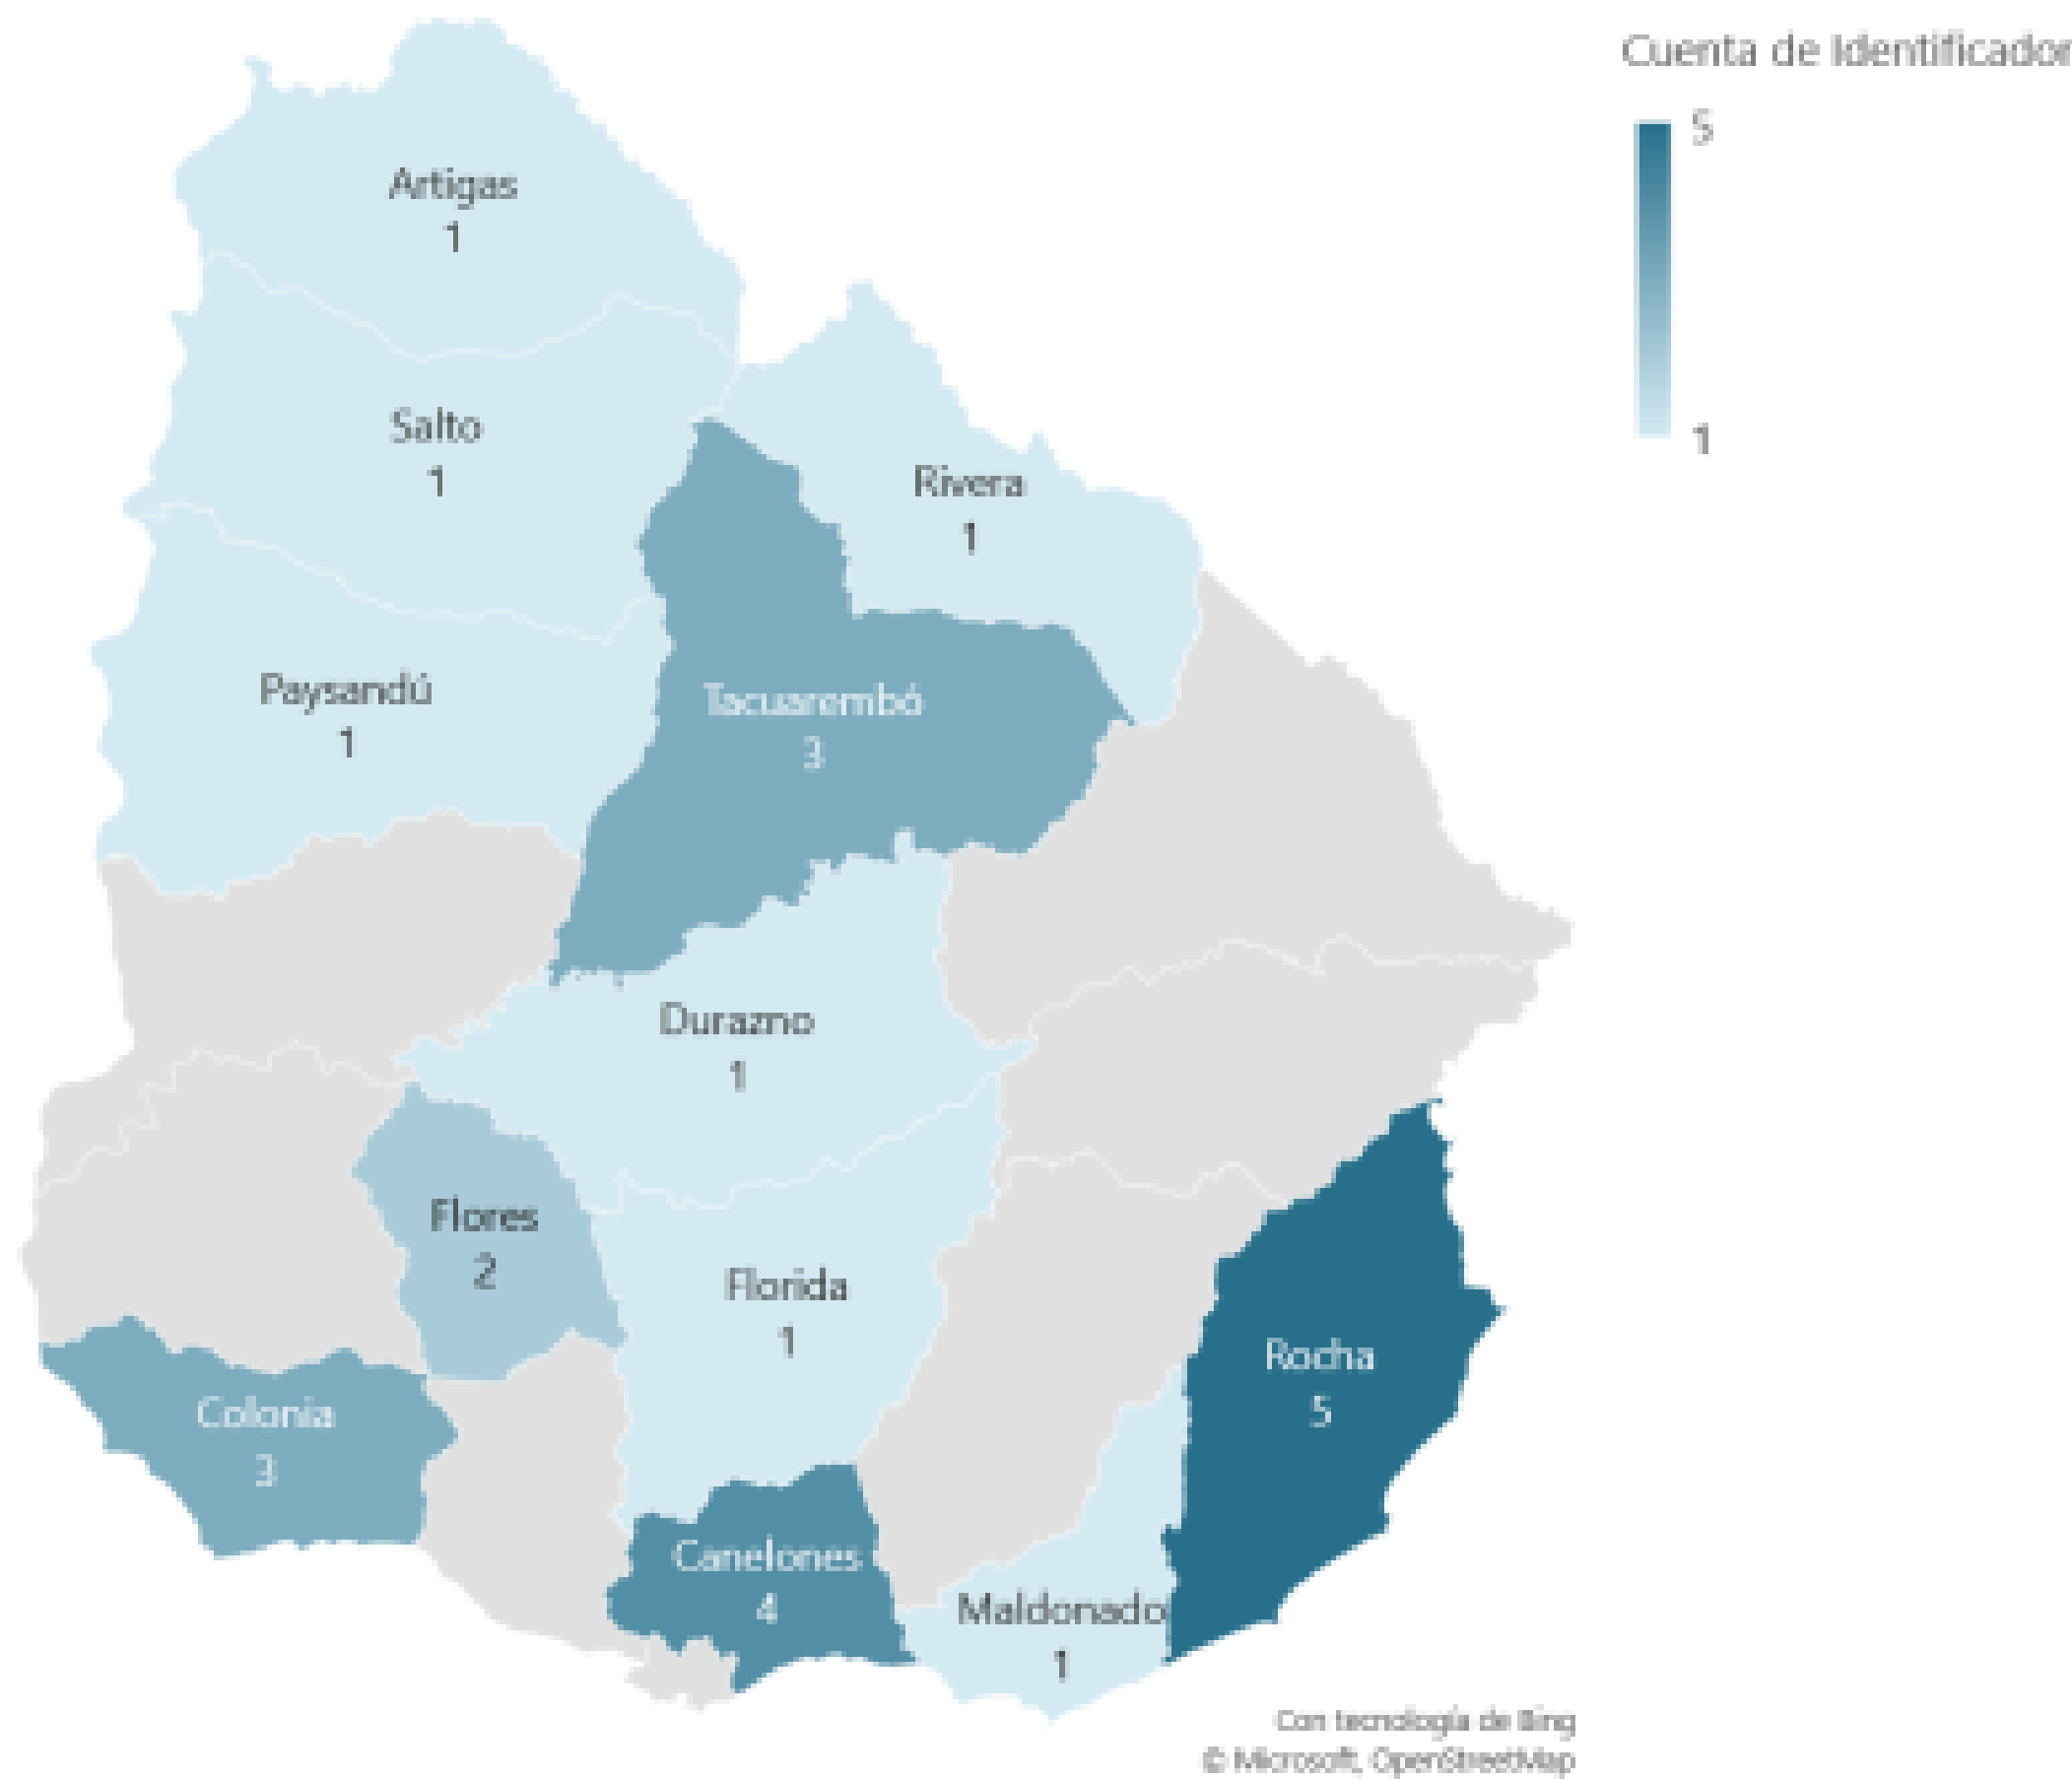 Cuenta de Identificador
5
1
Artigas
1
Salto
1
Rivera
1
Paysandú
1
Tacuarembó
3
Durazno
1
Flores
2
Florida
1
Rocha
5
Colonia
3
Canelones
4
Maldonado
1
Con tecnología de Bing
© Microsoft, OpenStreetMap